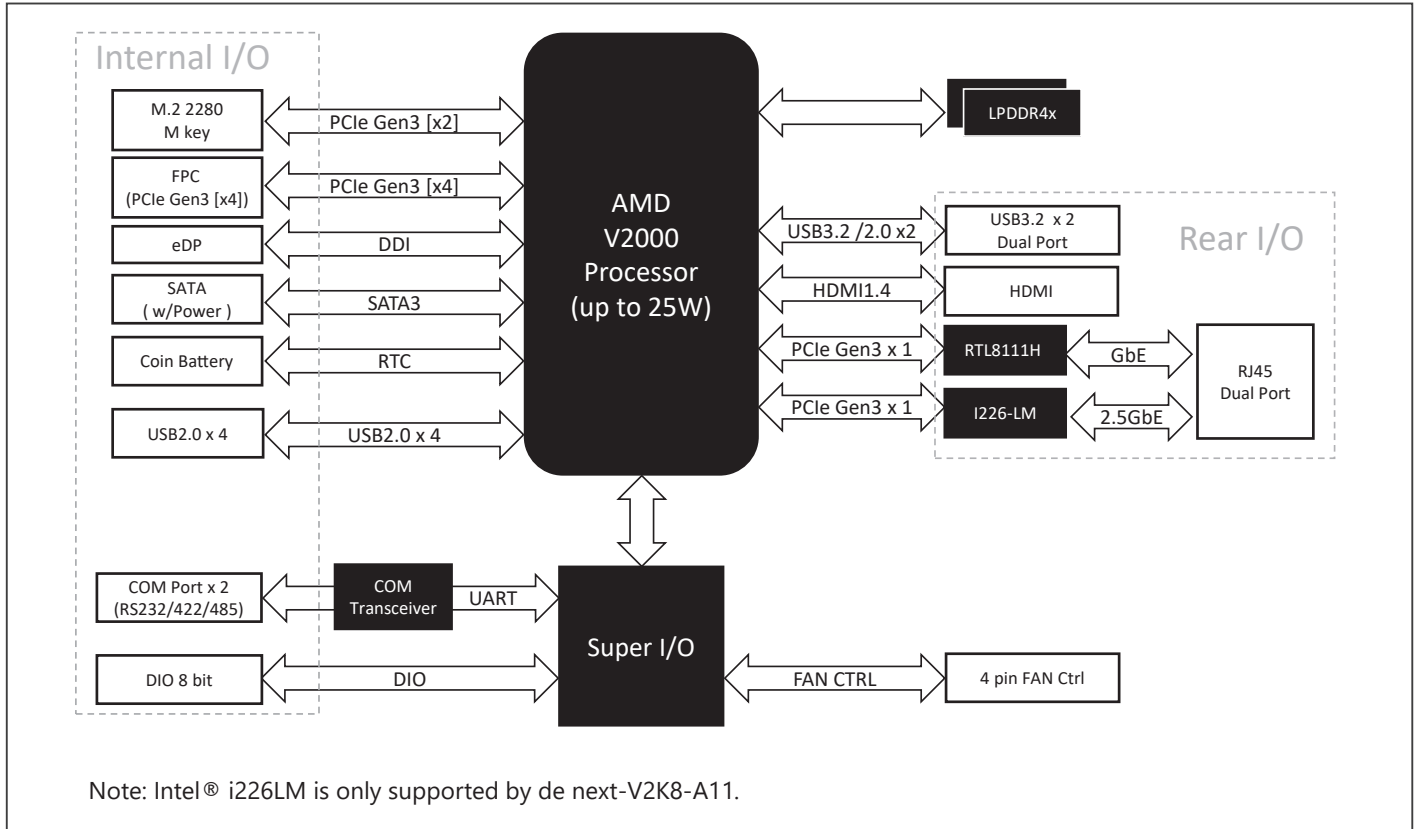 Internal I/O
M.2 2280
M key
PCIe Gen3 [x2]
FPC
(PCIe Gen3 [x4])
PCIe Gen3 [x4]
eDP
DDI
SATA
( w/Power )
SATA3
Coin Battery
RTC
USB2.0 x 4
USB2.0 x 4
AMD
V2000
Processor
(up to 25W)
LPDDR4x
Rear I/O
USB3.2 /2.0 x2
USB3.2 x 2
Dual Port
HDMI1.4
HDMI
PCIe Gen3 x 1
RTL8111H
GbE
PCIe Gen3 x 1
I226-LM
2.5GbE
RJ45
Dual Port
COM Port x 2
(RS232/422/485)
COM
Transceiver
UART
DIO 8 bit
DIO
Super I/O
FAN CTRL
4 pin FAN Ctrl
Note: Intel® i226LM is only supported by de next-V2K8-A11.